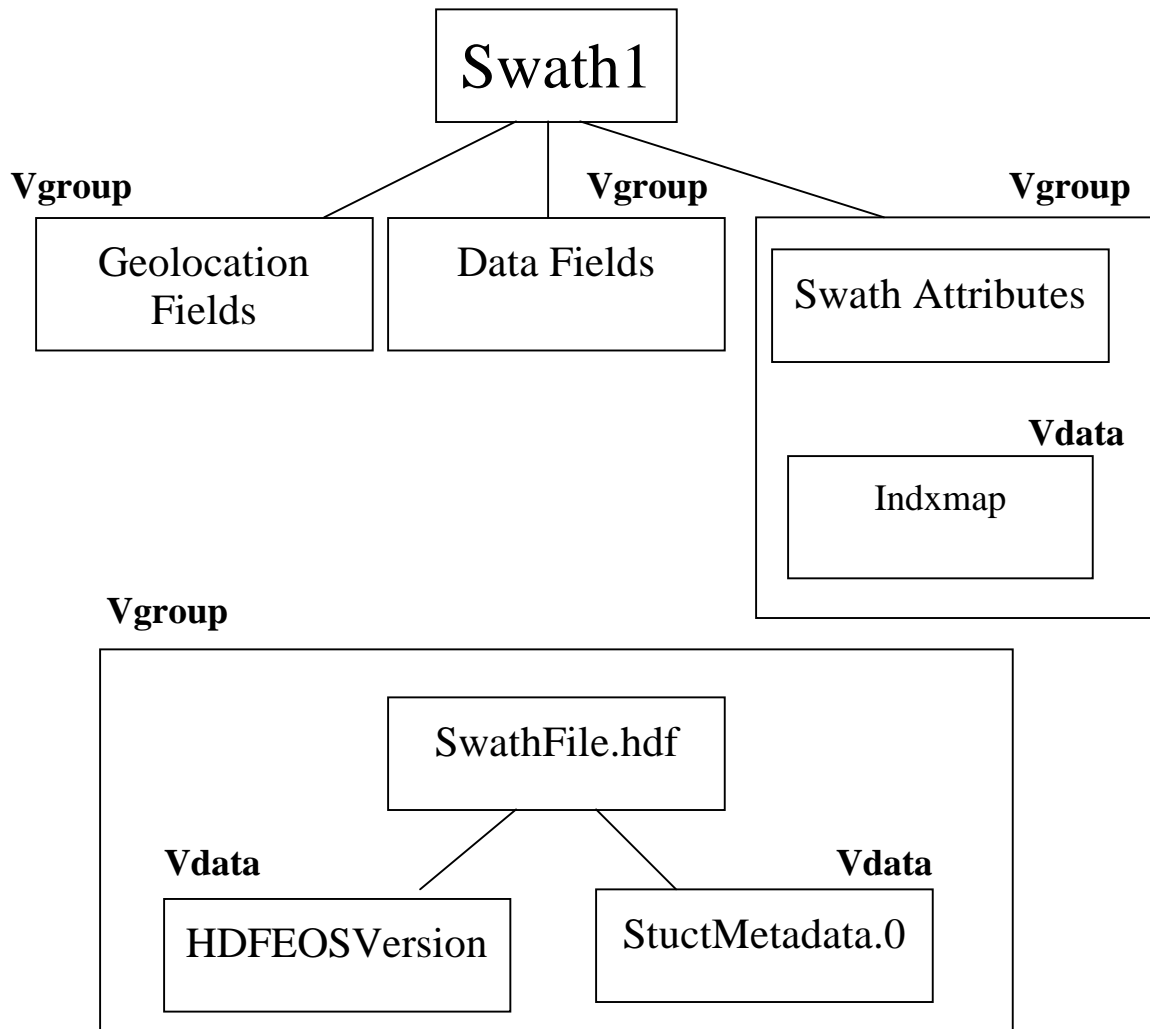 Swath1
Vgroup
Vgroup
Vgroup
Geolocation
Fields
Data Fields
Swath Attributes
Vdata
Indxmap
Vgroup
SwathFile.hdf
Vdata
Vdata
HDFEOSVersion
StuctMetadata.0